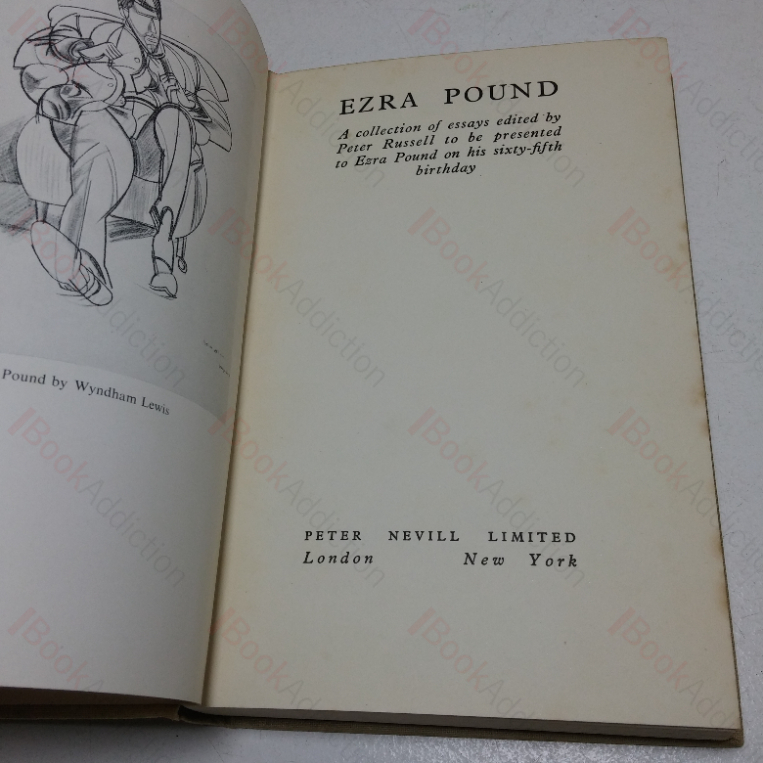 Pound by Wyndham Lewis
EZRA POUND
A collection of essays edited by
Peter Russell to be presented
to Ezra Pound on his sixty-fifth
birthday
PETER NEVILL LIMITED
London New York
BookAddiction